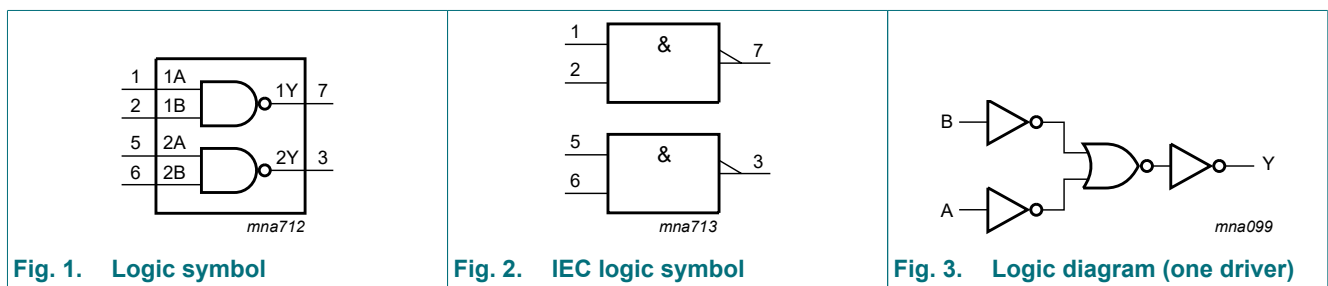 1 1A 1Y 7
2 1B
5 2A 2Y 3
6 2B
mna712
Fig. 1. Logic symbol
1 & 7
2
5 & 3
6
mna713
Fig. 2. IEC logic symbol
B
Y
A
mna099
Fig. 3. Logic diagram (one driver)